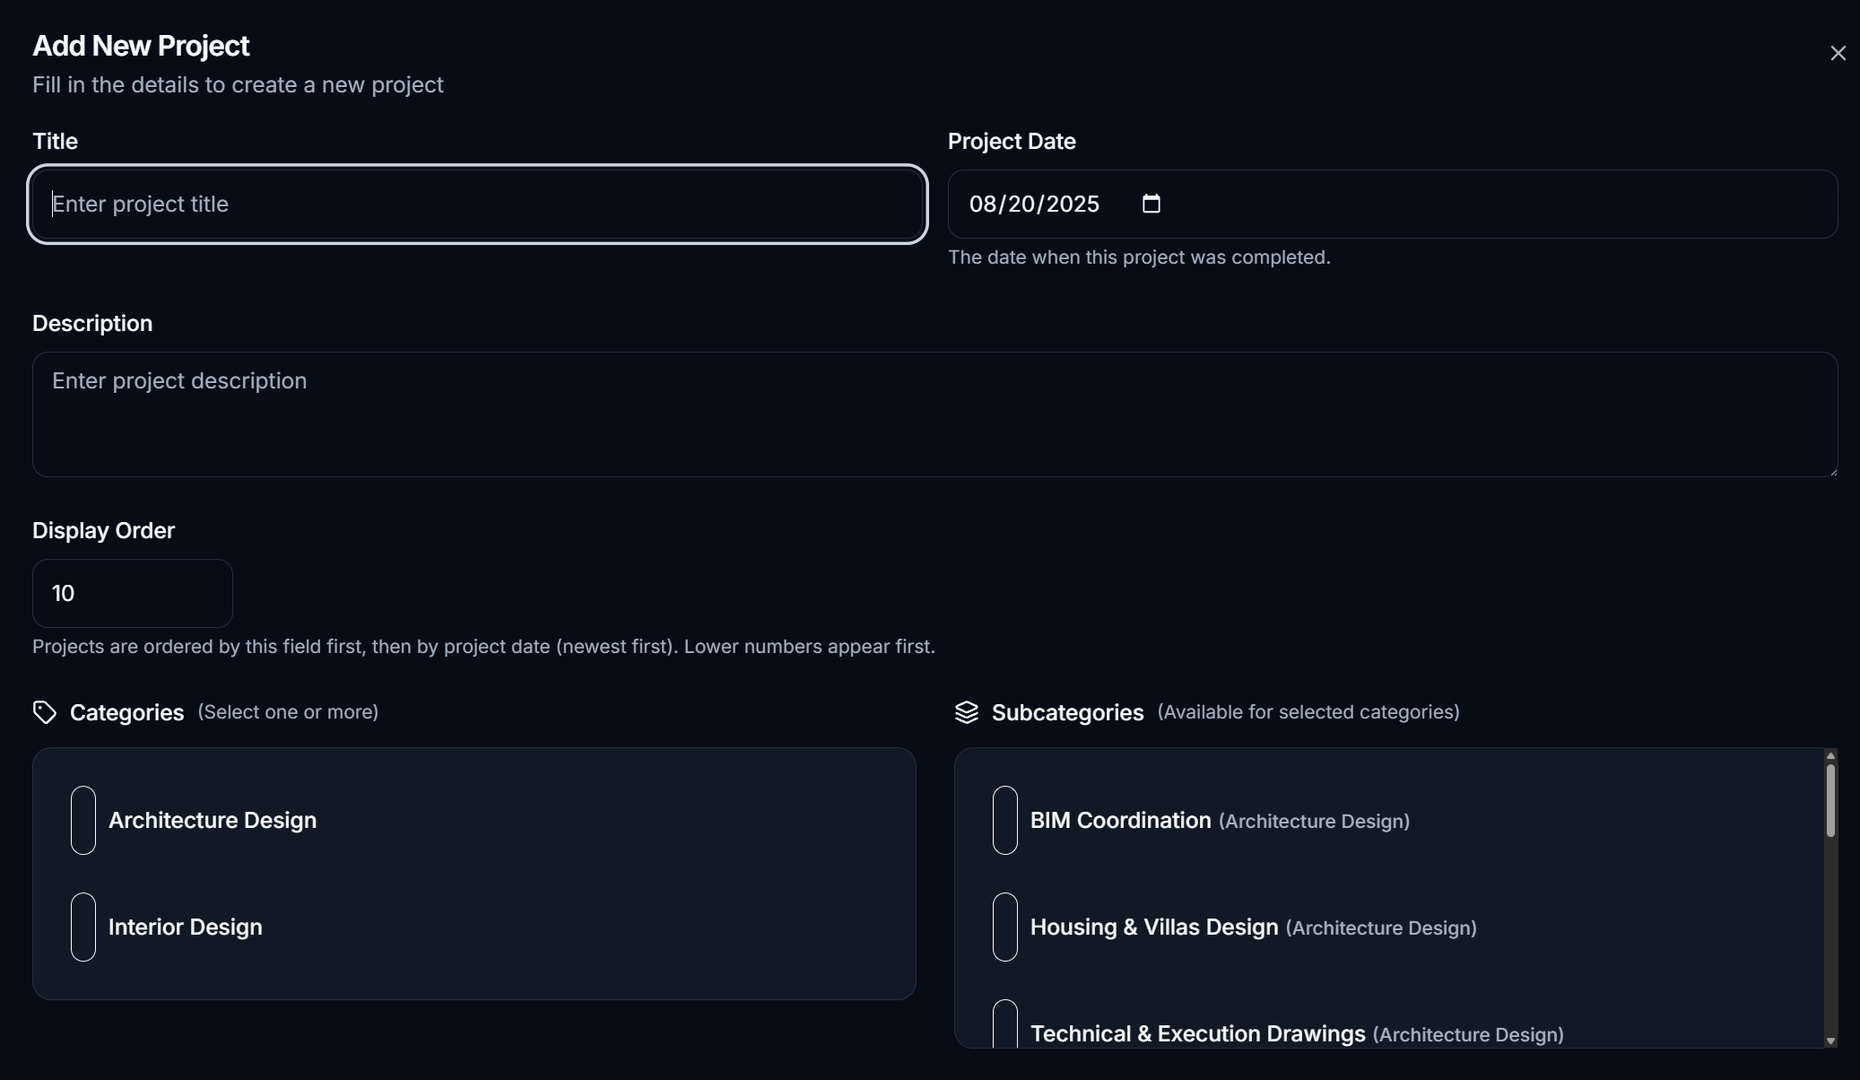 Add New Project
Fill in the details to create a new project
Title
Project Date
Enter project title
08/20/2025
The date when this project was completed.
Description
Enter project description
Display Order
10
Projects are ordered by this field first, then by project date (newest first). Lower numbers appear first.
Categories (Select one or more)
Subcategories (Available for selected categories)
Architecture Design
BIM Coordination (Architecture Design)
Interior Design
Housing & Villas Design (Architecture Design)
Technical & Execution Drawings (Architecture Design)